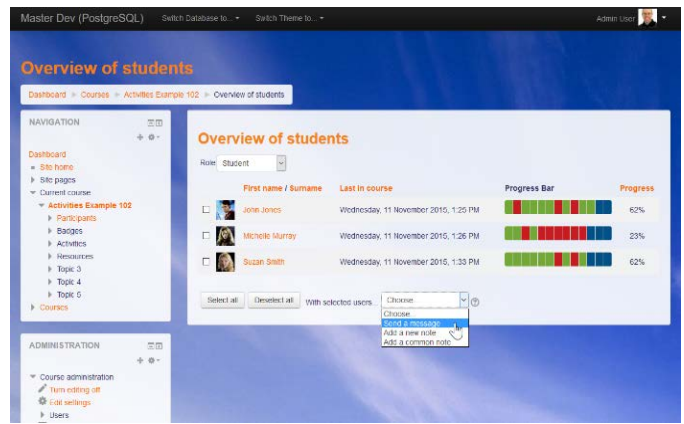 Master Dev (PostgreSQL) Switch Database to... Switch Theme to... Admin User
Overview of students
Dashboard Courses Activities Example 102 Overview of students
NAVIGATION
Dashboard
Site home
Site pages
Current course
Activities Example 102
Participants
Badges
Activities
Resources
Topic 3
Topic 4
Topic 5
Courses
ADMINISTRATION
Course administration
Turn editing off
Edit settings
Users
Overview of students
Role Student
First name / Surname Last in course Progress Bar Progress
John Jones Wednesday, 11 November 2015, 1:25 PM 62%
Michelle Murray Wednesday, 11 November 2015, 1:26 PM 23%
Suzan Smith Wednesday, 11 November 2015, 1:33 PM 62%
Select all Deselect all With selected users... Choose...
Choose...
Send a message
Add a new note
Add a common note